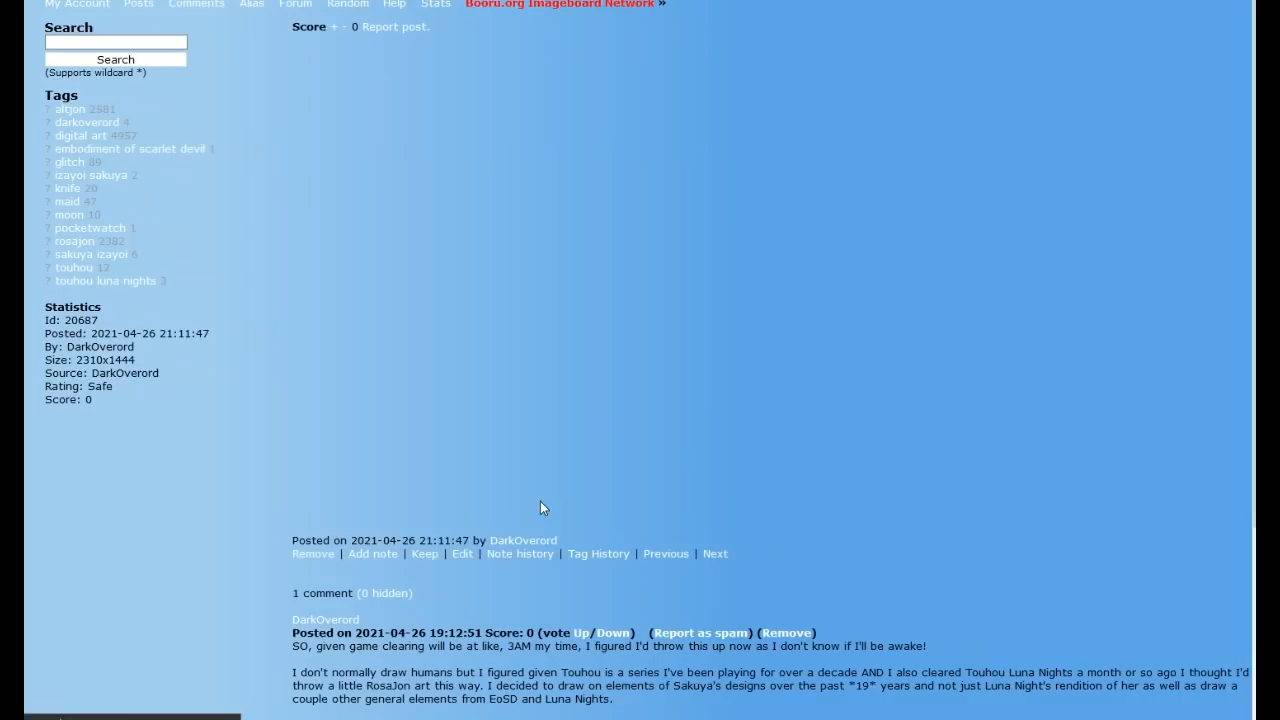 My Account Posts Comments Alias Forum Random Help Stats Booru.org Imageboard Network »
Search
Score + - 0 Report post.
Search
(Supports wildcard *)
Tags
? altjon 2581
? darkoverord 4
? digital art 4957
? embodiment of scarlet devil 1
? glitch 89
? izayoi sakuya 2
? knife 20
? maid 47
? moon 10
? pocketwatch 1
? rosajon 2382
? sakuya izayoi 6
? touhou 12
? touhou luna nights 3
Statistics
Id: 20687
Posted: 2021-04-26 21:11:47
By: DarkOverord
Size: 2310x1444
Source: DarkOverord
Rating: Safe
Score: 0
Posted on 2021-04-26 21:11:47 by DarkOverord
Remove | Add note | Keep | Edit | Note history | Tag History | Previous | Next
1 comment (0 hidden)
DarkOverord
Posted on 2021-04-26 19:12:51 Score: 0 (vote Up/Down) (Report as spam) (Remove)
SO, given game clearing will be at like, 3AM my time, I figured I'd throw this up now as I don't know if I'll be awake!
I don't normally draw humans but I figured given Touhou is a series I've been playing for over a decade AND I also cleared Touhou Luna Nights a month or so ago I thought I'd
throw a little RosaJon art this way. I decided to draw on elements of Sakuya's designs over the past *19* years and not just Luna Night's rendition of her as well as draw a
couple other general elements from EoSD and Luna Nights.